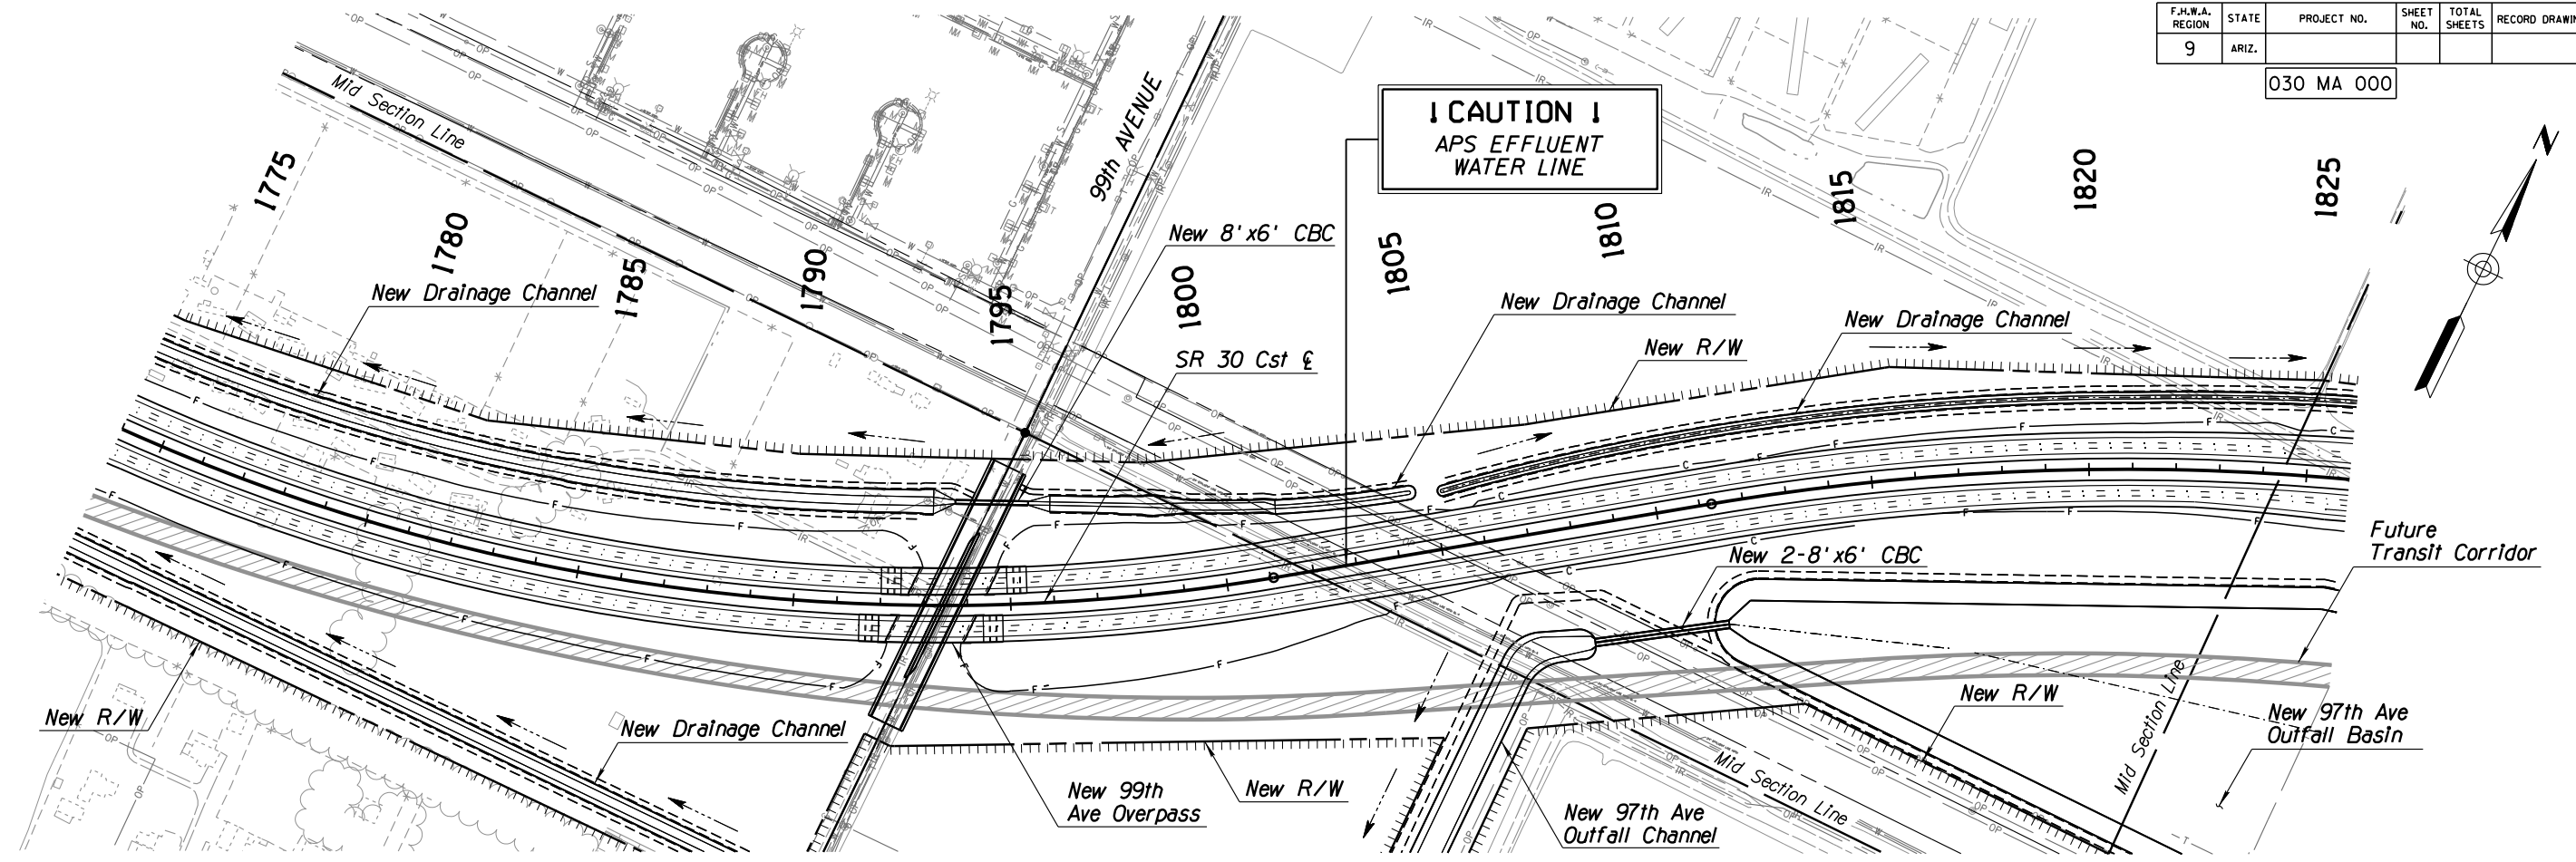 F.H.W.A. REGION
STATE
PROJECT NO.
SHEET NO.
TOTAL SHEETS
RECORD DRAWIN
9
ARIZ.
030 MA 000
N
! CAUTION !
APS EFFLUENT
WATER LINE
Mid Section Line
99th AVENUE
1775
1780
1785
1790
1795
1800
1805
1810
1815
1820
1825
New 8'x6' CBC
New Drainage Channel
New Drainage Channel
New Drainage Channel
New R/W
SR 30 Cst ℄
New 2-8'x6' CBC
Future
Transit Corridor
New R/W
New Drainage Channel
New 99th
Ave Overpass
New R/W
New 97th Ave
Outfall Channel
Mid Section Line
New R/W
Mid Section Line
New 97th Ave
Outfall Basin